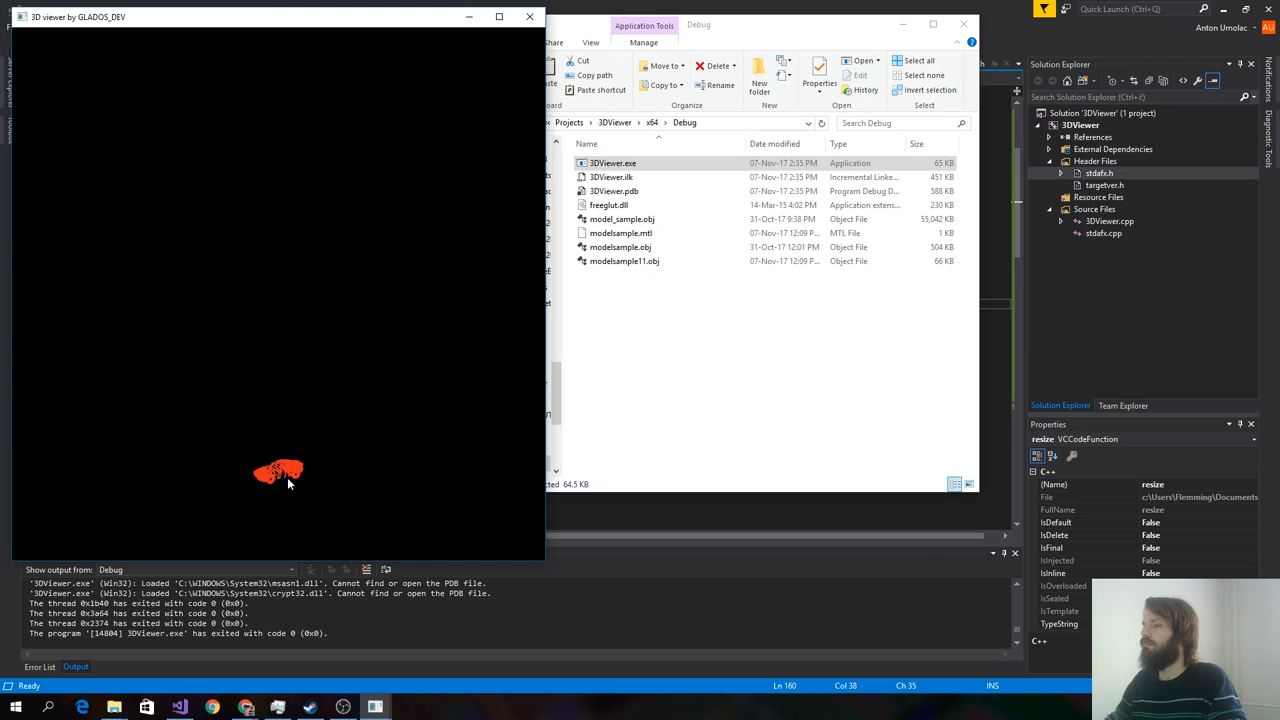 3D viewer by GLADOS_DEV
Application Tools
Debug
Share
View
Manage
Cut
Copy path
Paste shortcut
Move to
Copy to
Delete
Rename
Organize
New folder
New
Properties
Open
Edit
History
Open
Select all
Select none
Invert selection
Select
Projects > 3DViewer > x64 > Debug
Search Debug
Name
Date modified
Type
Size
3DViewer.exe 07-Nov-17 2:35 PM Application 65 KB
3DViewer.ilk 07-Nov-17 2:35 PM Incremental Linke... 451 KB
3DViewer.pdb 07-Nov-17 2:35 PM Program Debug D... 588 KB
freeglut.dll 14-Mar-15 4:02 PM Application extens... 230 KB
model_sample.obj 31-Oct-17 9:38 PM Object File 55,042 KB
modelsample.mtl 07-Nov-17 12:09 P... MTL File 1 KB
modelsample.obj 31-Oct-17 12:01 PM Object File 504 KB
modelsample11.obj 07-Nov-17 12:09 P... Object File 66 KB
64.5 KB
Quick Launch (Ctrl+Q)
Anton Umolac
AU
Solution Explorer
Search Solution Explorer (Ctrl+č)
Solution '3DViewer' (1 project)
3DViewer
References
External Dependencies
Header Files
stdafx.h
targetver.h
Resource Files
Source Files
3DViewer.cpp
stdafx.cpp
Notifications
Diagnostic Tools
Solution Explorer
Team Explorer
Properties
resize VCCodeFunction
C++
(Name) resize
File c:\Users\Flemming\Documents
FullName resize
IsDefault False
IsDelete False
IsFinal False
IsInjected False
IsInline False
IsOverloaded
IsSealed
IsTemplate
TypeString
C++
Show output from: Debug
'3DViewer.exe' (Win32): Loaded 'C:\WINDOWS\System32\msasn1.dll'. Cannot find or open the PDB file.
'3DViewer.exe' (Win32): Loaded 'C:\WINDOWS\System32\crypt32.dll'. Cannot find or open the PDB file.
The thread 0x1b40 has exited with code 0 (0x0).
The thread 0x3a64 has exited with code 0 (0x0).
The thread 0x2374 has exited with code 0 (0x0).
The program '[14804] 3DViewer.exe' has exited with code 0 (0x0).
Error List
Output
Ready
Ln 160
Col 38
Ch 35
INS